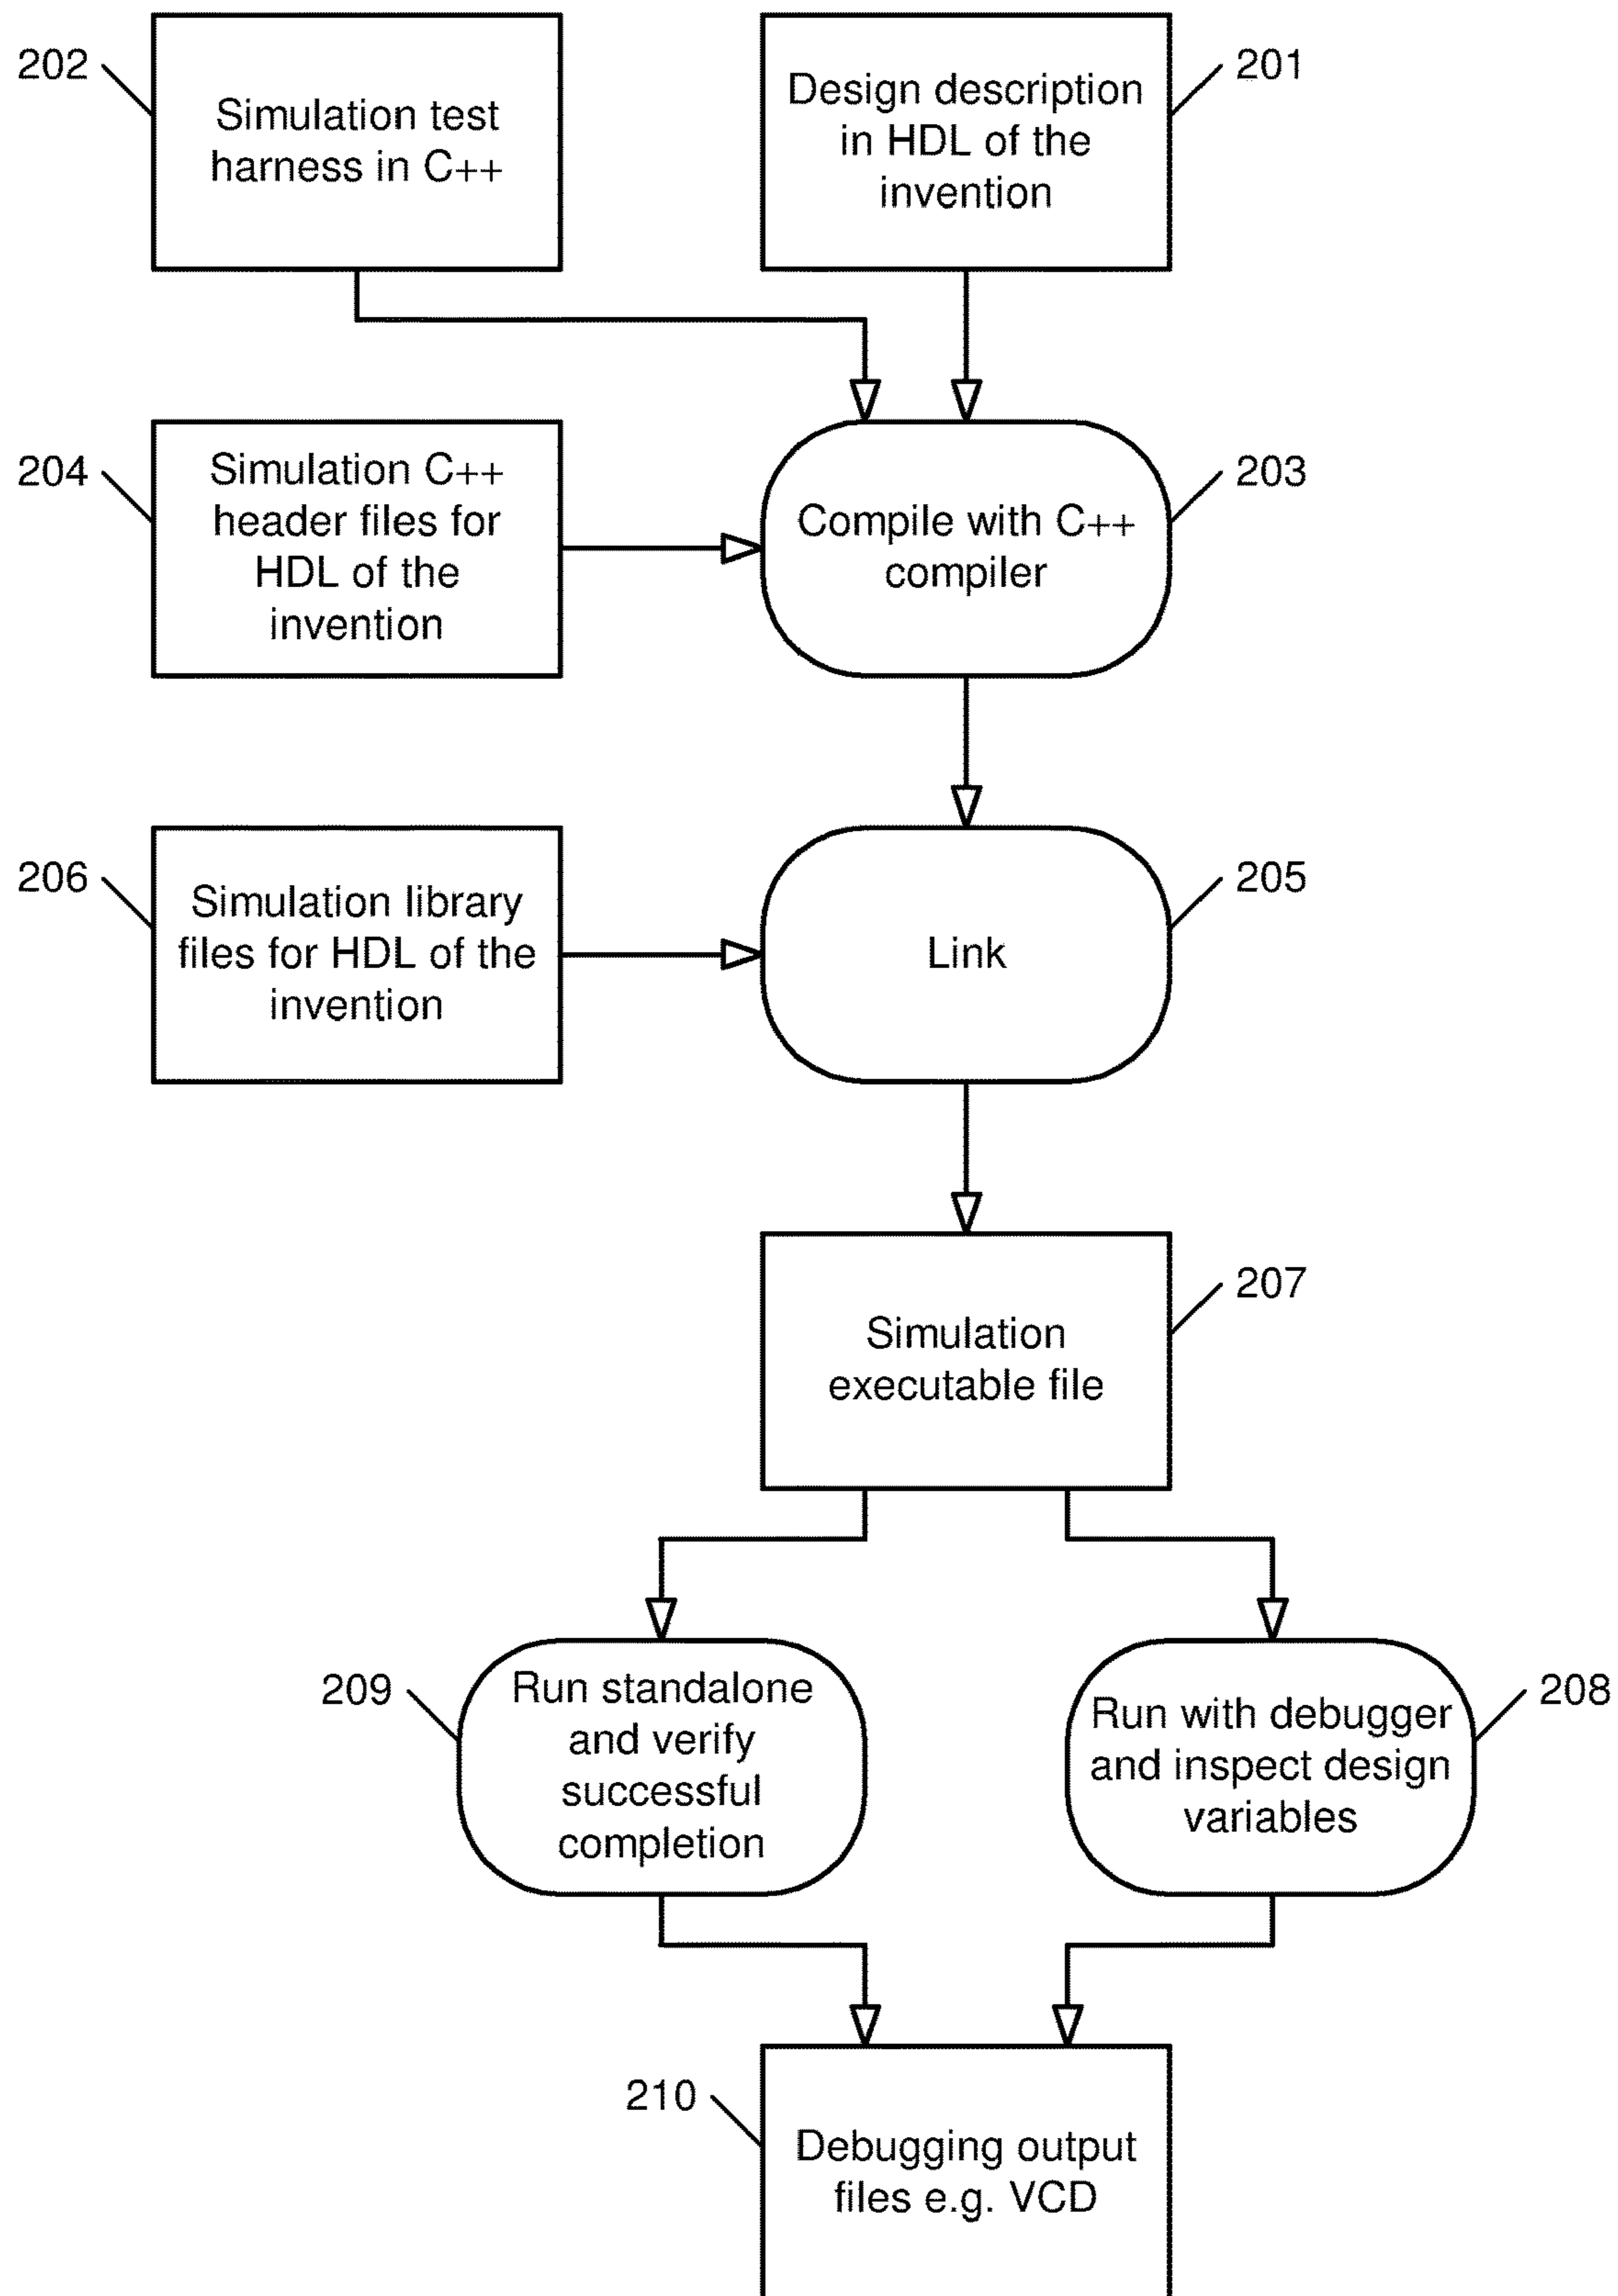 202
Simulation test
harness in C++
201
Design description
in HDL of the
invention
204
Simulation C++
header files for
HDL of the
invention
203
Compile with C++
compiler
206
Simulation library
files for HDL of the
invention
205
Link
207
Simulation
executable file
209
Run standalone
and verify
successful
completion
208
Run with debugger
and inspect design
variables
210
Debugging output
files e.g. VCD